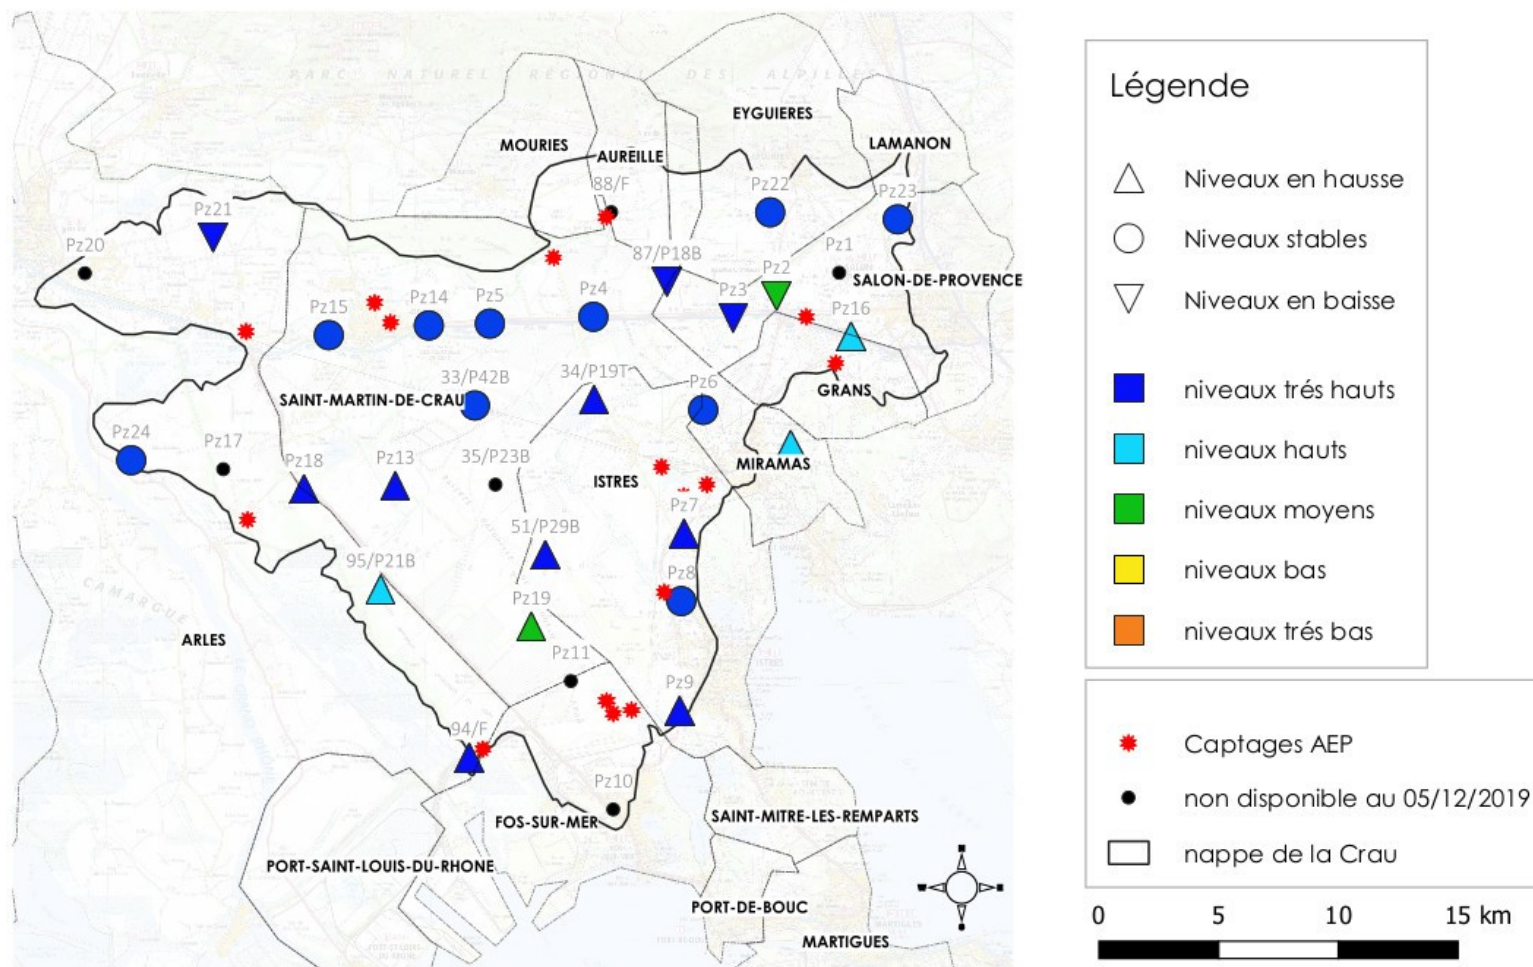 PARC NATUREL RÉGIONAL DES ALPILLES
EYGUIERES
MOURIES
LAMANON
AUREILLE
88/F
Pz22
Pz23
Pz21
Pz20
87/P18B
Pz1
Pz2
SALON-DE-PROVENCE
Pz3
Pz4
Pz5
Pz14
Pz15
Pz16
33/P42B
34/P19T
Pz6
GRANS
SAINT-MARTIN-DE-CRAU
Pz24
Pz17
Pz18
Pz13
35/P23B
ISTRES
MIRAMAS
Pz7
51/P29B
95/P21B
Pz8
Pz19
CAMARGUE
ARLES
Pz11
ISTRES
Pz9
94/F
Pz10
FOS-SUR-MER
SAINT-MITRE-LES-REMPARTS
PORT-SAINT-LOUIS-DU-RHONE
PORT-DE-BOUC
MARTIGUES
Légende
Niveaux en hausse
Niveaux stables
Niveaux en baisse
niveaux trés hauts
niveaux hauts
niveaux moyens
niveaux bas
niveaux trés bas
Captages AEP
non disponible au 05/12/2019
nappe de la Crau
0 5 10 15 km